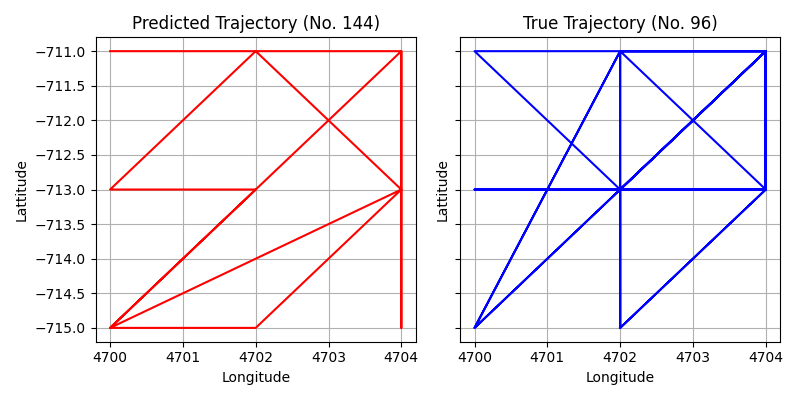 Predicted Trajectory (No. 144)
True Trajectory (No. 96)
Lattitude
−711.0
−711.5
−712.0
−712.5
−713.0
−713.5
−714.0
−714.5
−715.0
4700 4701 4702 4703 4704
Longitude
Lattitude
4700 4701 4702 4703 4704
Longitude